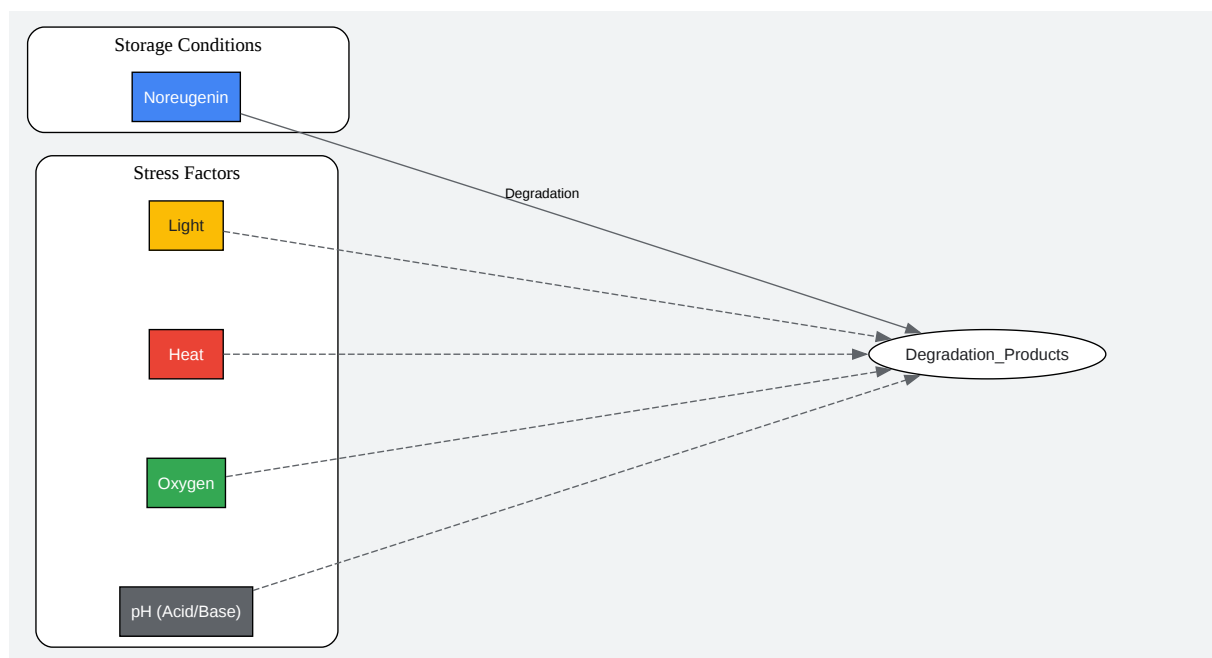 Storage Conditions
Noreugenin
Stress Factors
Degradation
Light
Heat
Degradation_Products
Oxygen
pH (Acid/Base)